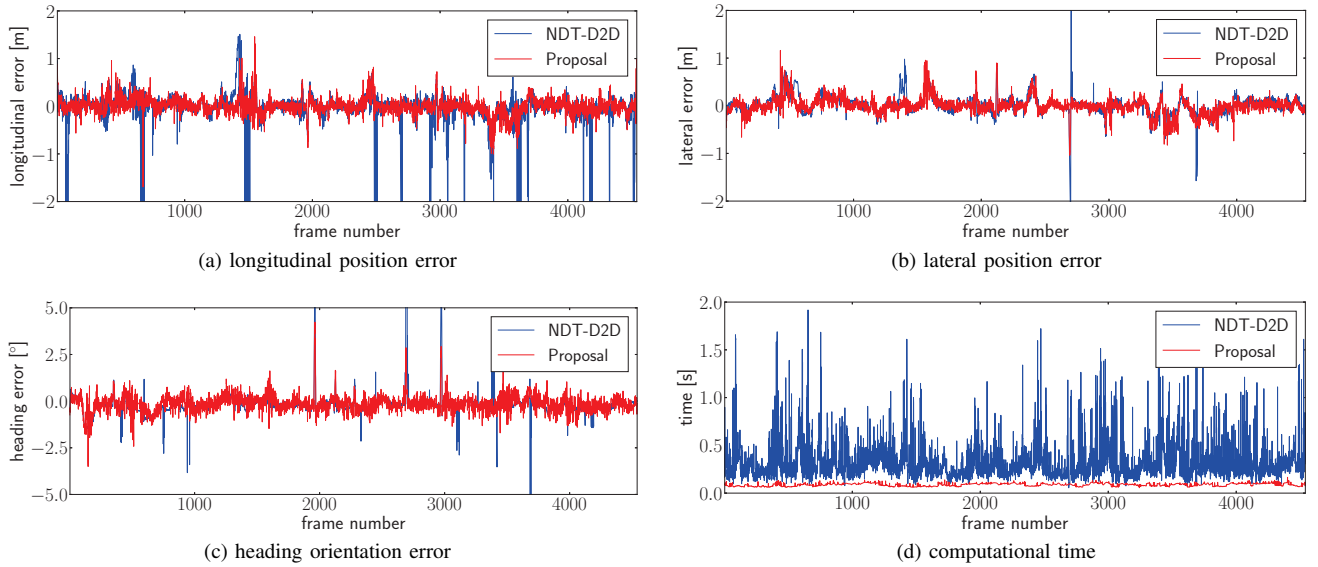 2
1
0
−1
−2
longitudinal error [m]
1000 2000 3000 4000
frame number
NDT-D2D
Proposal
(a) longitudinal position error
2
1
0
−1
−2
lateral error [m]
1000 2000 3000 4000
frame number
NDT-D2D
Proposal
(b) lateral position error
5.0
2.5
0.0
−2.5
−5.0
heading error [°]
1000 2000 3000 4000
frame number
NDT-D2D
Proposal
(c) heading orientation error
2.0
1.5
1.0
0.5
0.0
time [s]
1000 2000 3000 4000
frame number
NDT-D2D
Proposal
(d) computational time